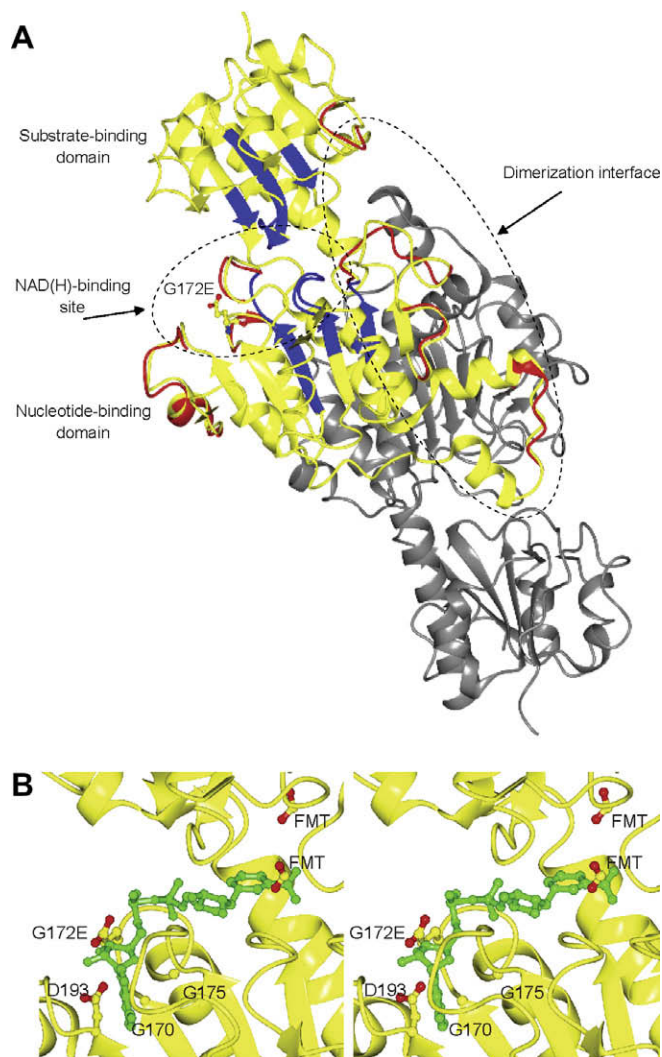 A
Substrate-binding
domain
Dimerization interface
NAD(H)-binding
site
G172E
Nucleotide-binding
domain
B
FMT
FMT
G172E
D193
G175
G170
FMT
FMT
G172E
D193
G175
G170